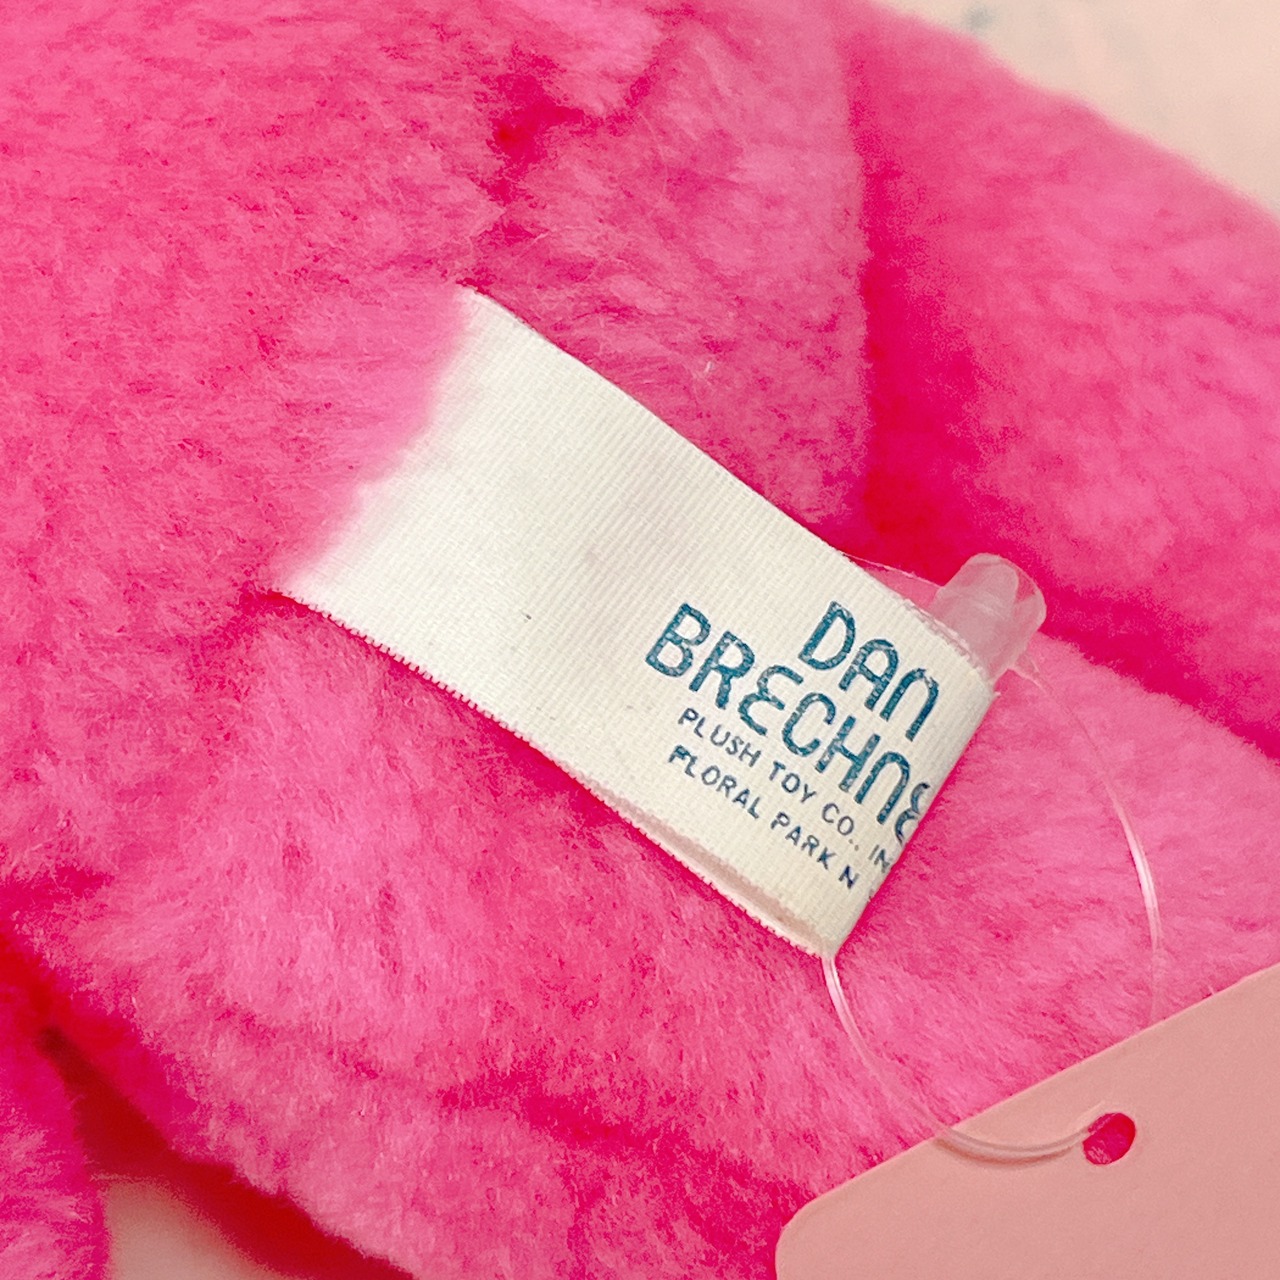 DAN
BRECHNE
PLUSH TOY CO., IN
FLORAL PARK N